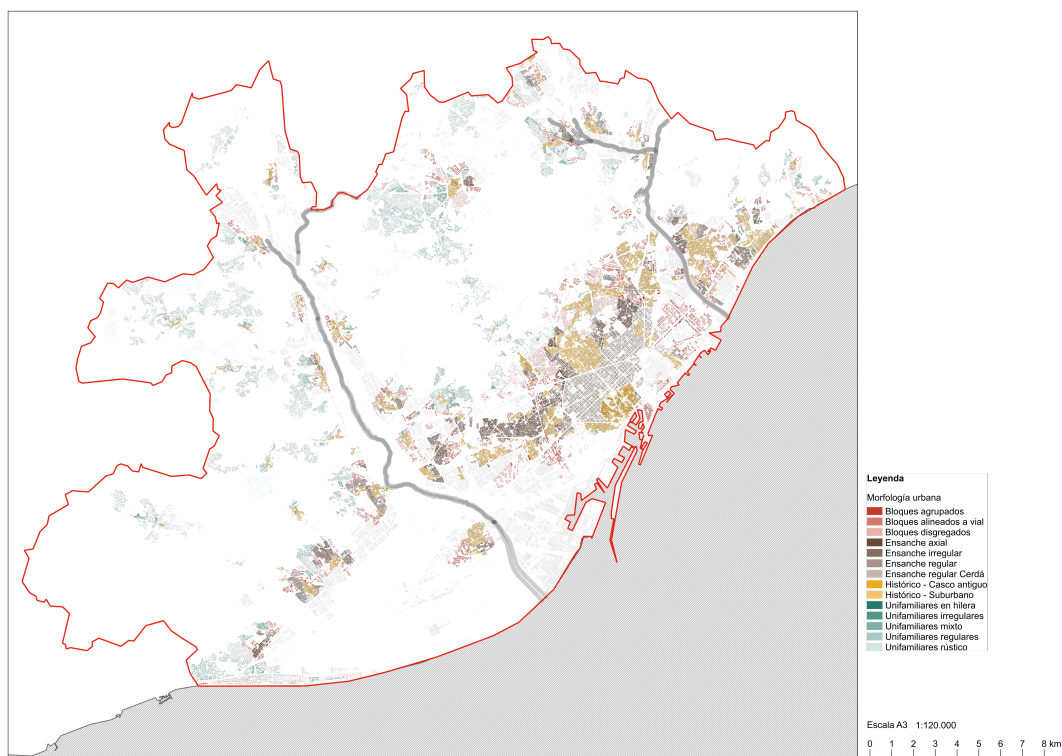 Leyenda
Morfología urbana
Bloques agrupados
Bloques alineados a vial
Bloques disgregados
Ensanche axial
Ensanche irregular
Ensanche regular
Ensanche regular Cerdá
Histórico - Casco antiguo
Histórico - Suburbano
Unifamiliares en hilera
Unifamiliares irregulares
Unifamiliares mixto
Unifamiliares regulares
Unifamiliares rústico
Escala A3 1:120.000
0 1 2 3 4 5 6 7 8 km